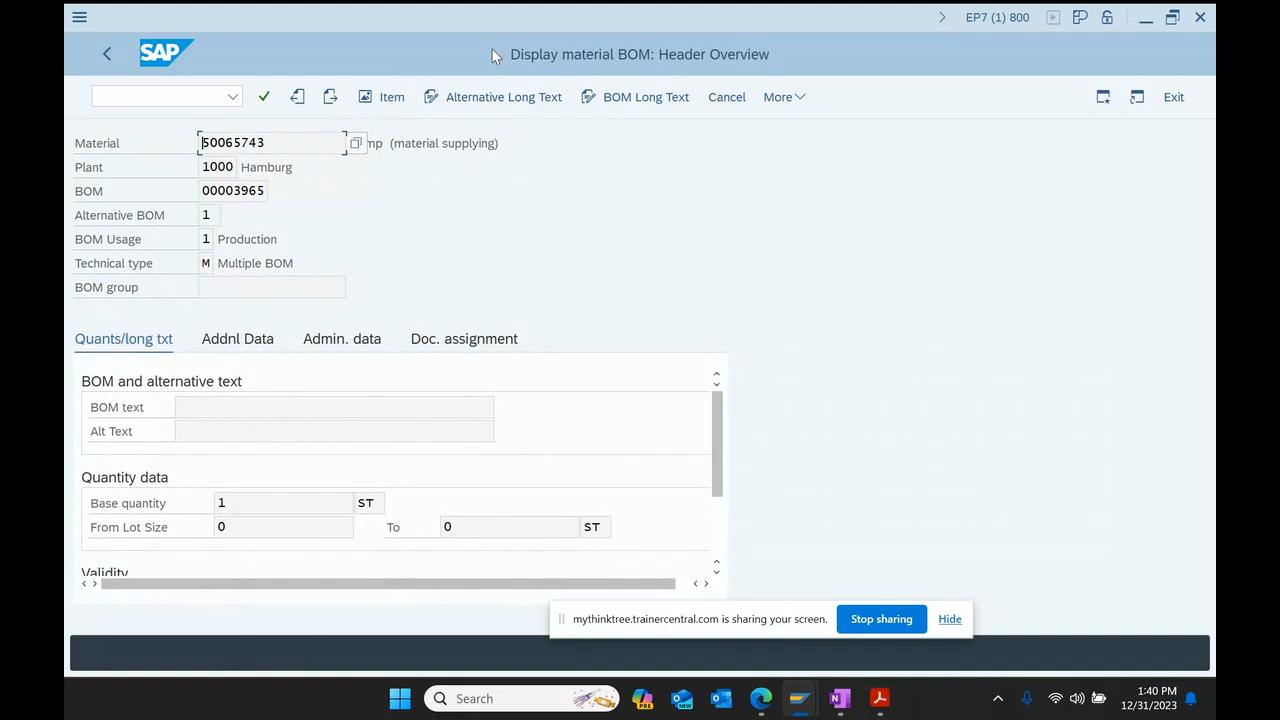 EP7 (1) 800
SAP
Display material BOM: Header Overview
Item
Alternative Long Text
BOM Long Text
Cancel
More
Exit
Material 50065743 mp (material supplying)
Plant 1000 Hamburg
BOM 00003965
Alternative BOM 1
BOM Usage 1 Production
Technical type M Multiple BOM
BOM group
Quants/long txt Addnl Data Admin. data Doc. assignment
BOM and alternative text
BOM text
Alt Text
Quantity data
Base quantity 1 ST
From Lot Size 0 To 0 ST
Validity
mythinktree.trainercentral.com is sharing your screen. Stop sharing Hide
Search
PRE
NEW
1:40 PM
12/31/2023